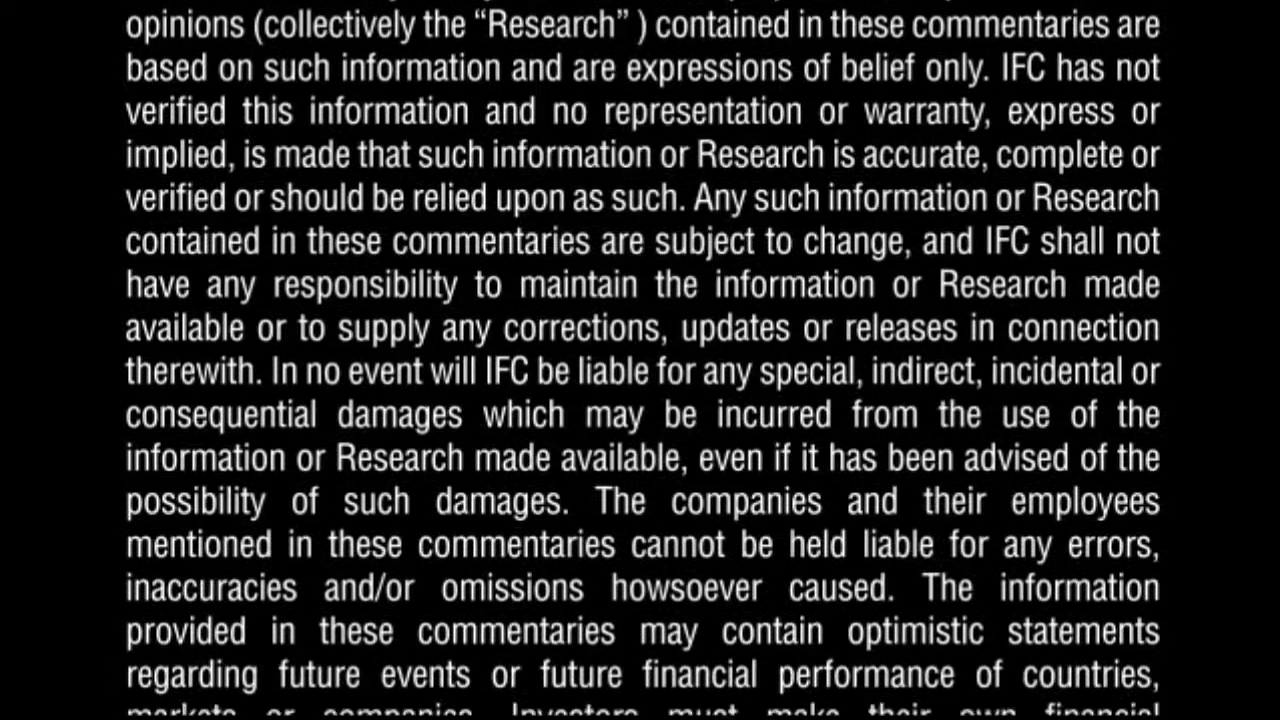 opinions (collectively the “Research” ) contained in these commentaries are
based on such information and are expressions of belief only. IFC has not
verified this information and no representation or warranty, express or
implied, is made that such information or Research is accurate, complete or
verified or should be relied upon as such. Any such information or Research
contained in these commentaries are subject to change, and IFC shall not
have any responsibility to maintain the information or Research made
available or to supply any corrections, updates or releases in connection
therewith. In no event will IFC be liable for any special, indirect, incidental or
consequential damages which may be incurred from the use of the
information or Research made available, even if it has been advised of the
possibility of such damages. The companies and their employees
mentioned in these commentaries cannot be held liable for any errors,
inaccuracies and/or omissions howsoever caused. The information
provided in these commentaries may contain optimistic statements
regarding future events or future financial performance of countries,
markets or companies. Investors must make their own financial